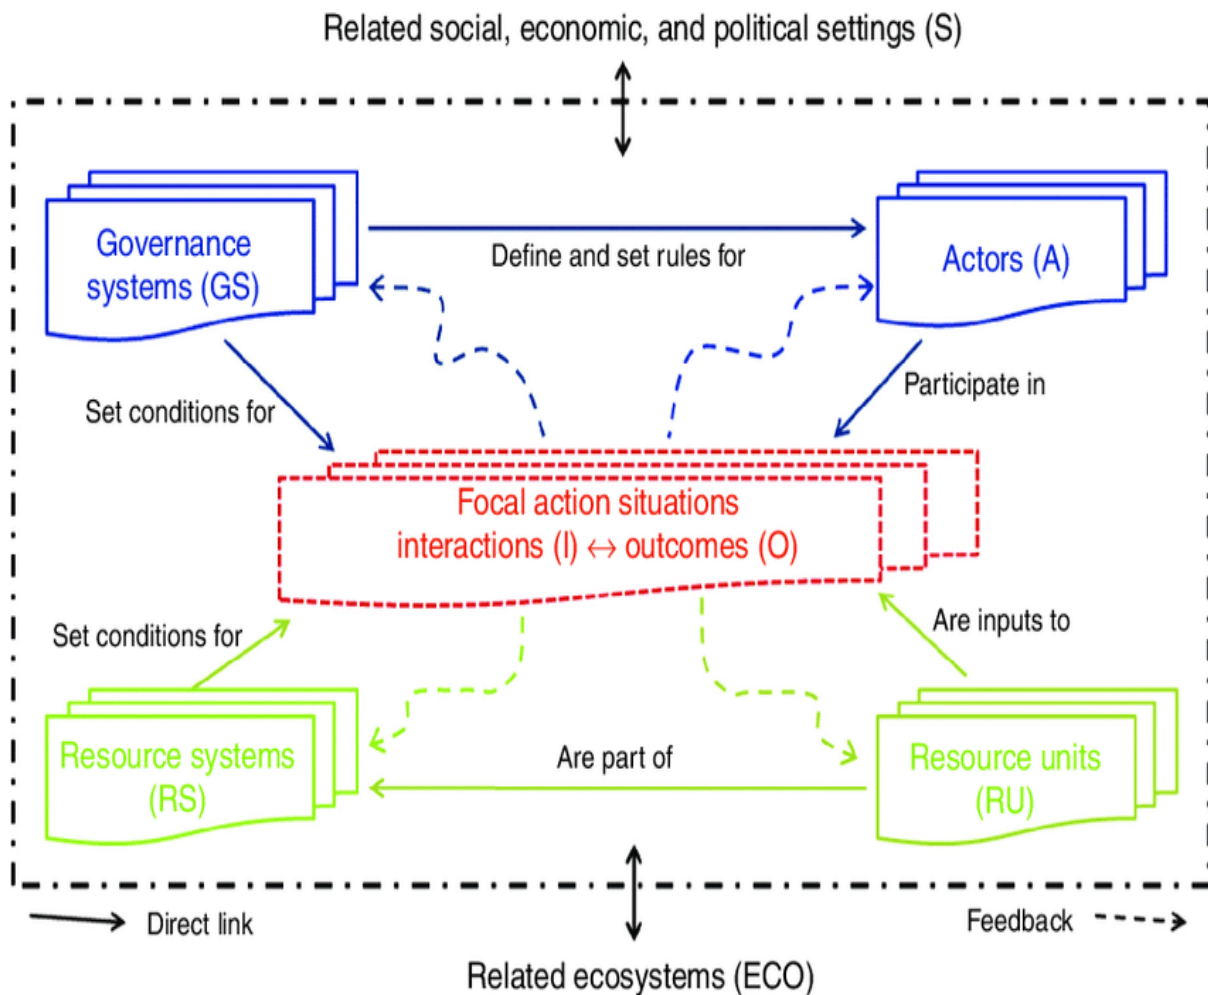 Related social, economic, and political settings (S)
Governance
systems (GS)
Define and set rules for
Actors (A)
Set conditions for
Participate in
Focal action situations
interactions (I) ↔ outcomes (O)
Set conditions for
Are inputs to
Resource systems
(RS)
Are part of
Resource units
(RU)
Direct link
Feedback
Related ecosystems (ECO)